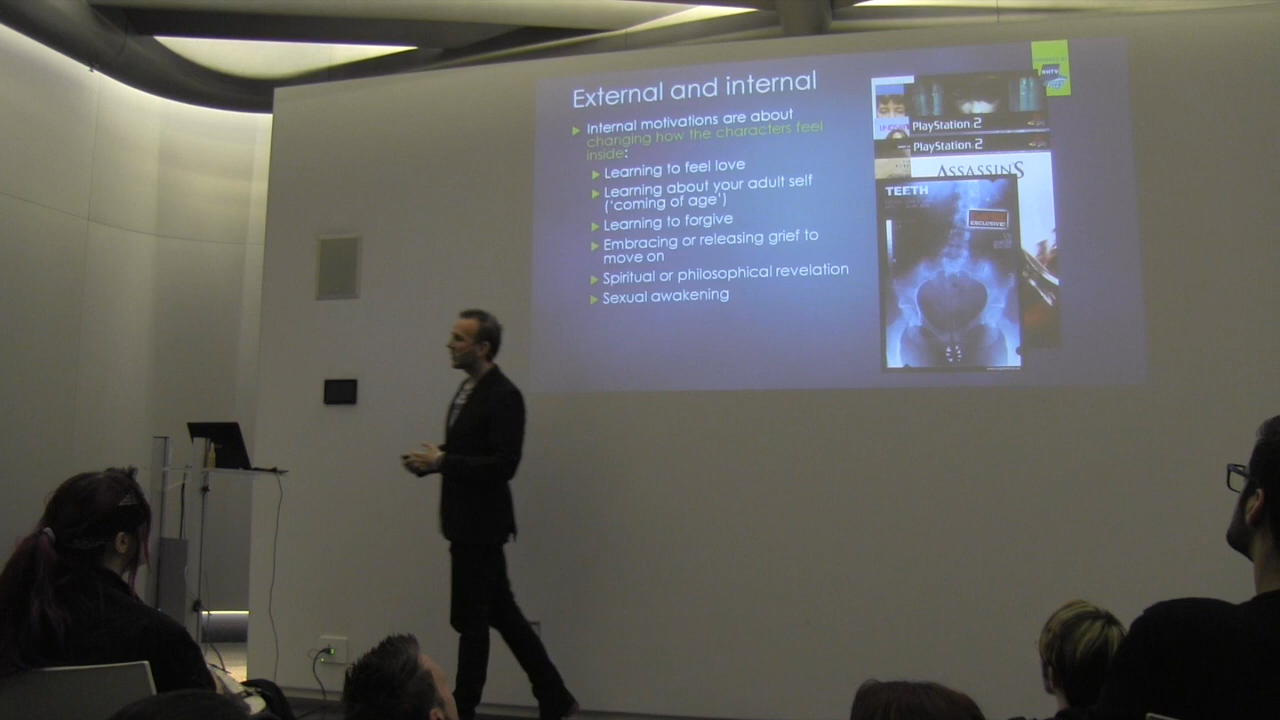 External and internal
Internal motivations are about
changing how the characters feel
inside:
Learning to feel love
Learning about your adult self
('coming of age')
Learning to forgive
Embracing or releasing grief to
move on
Spiritual or philosophical revelation
Sexual awakening
PlayStation.2
PlayStation.2
ASSASSIN'S
TEETH
EXCLUSIVE!